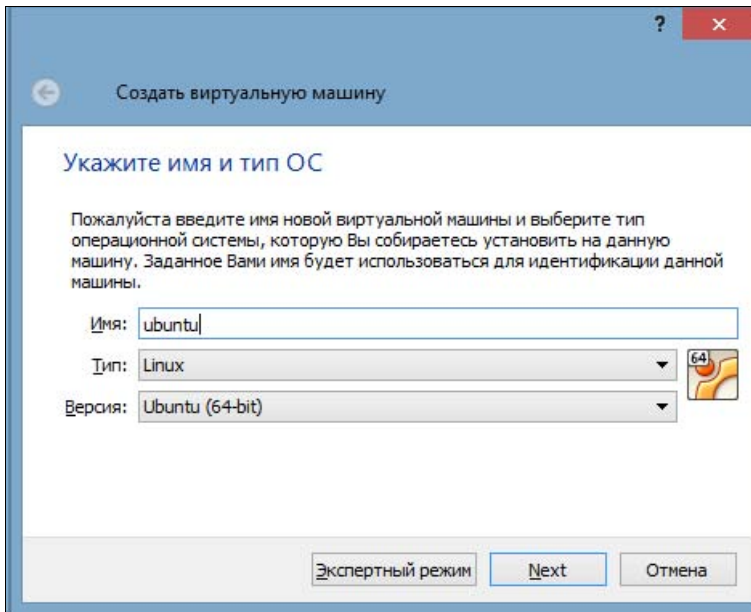 ?
Создать виртуальную машину
Укажите имя и тип ОС
Пожалуйста введите имя новой виртуальной машины и выберите тип
операционной системы, которую Вы собираетесь установить на данную
машину. Заданное Вами имя будет использоваться для идентификации данной
машины.
Имя: ubuntu
Тип: Linux
64
Версия: Ubuntu (64-bit)
Экспертный режим Next Отмена